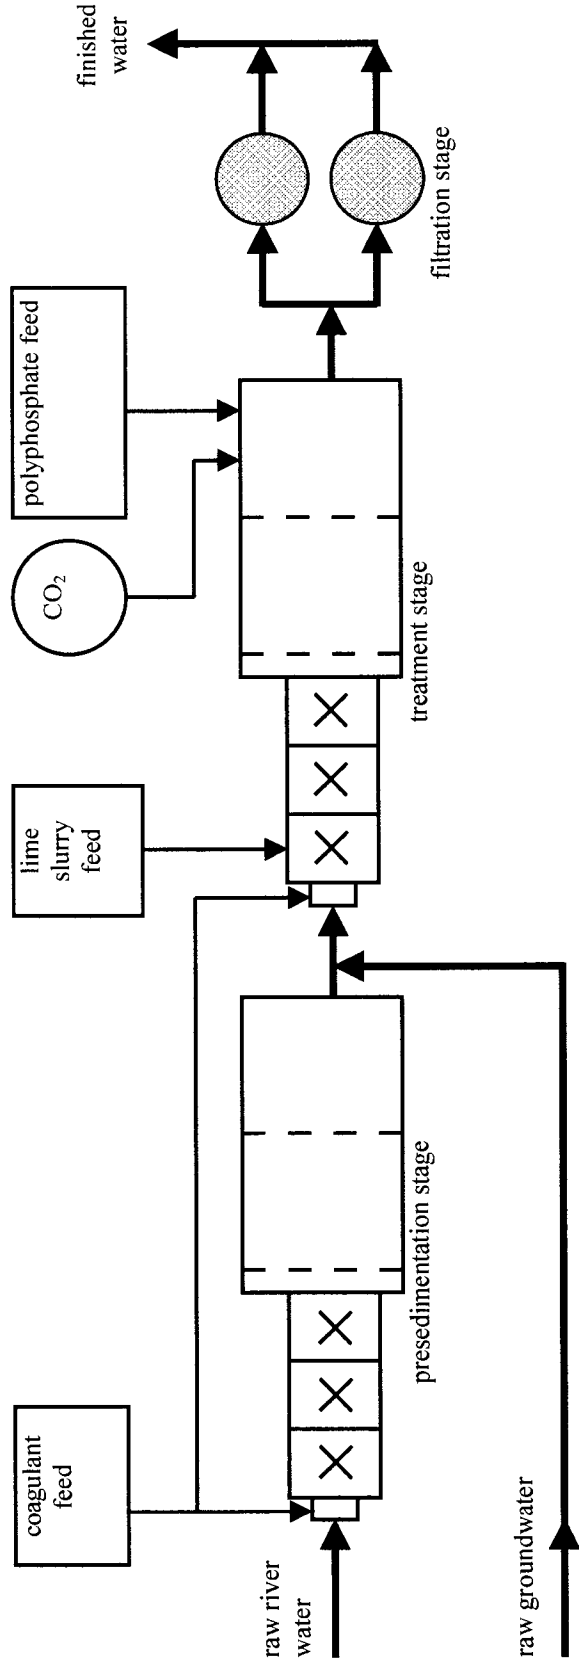 coagulant
feed
lime
slurry
feed
CO₂
polyphosphate feed
finished
water
raw river
water
presedimentation stage
treatment stage
filtration stage
raw groundwater